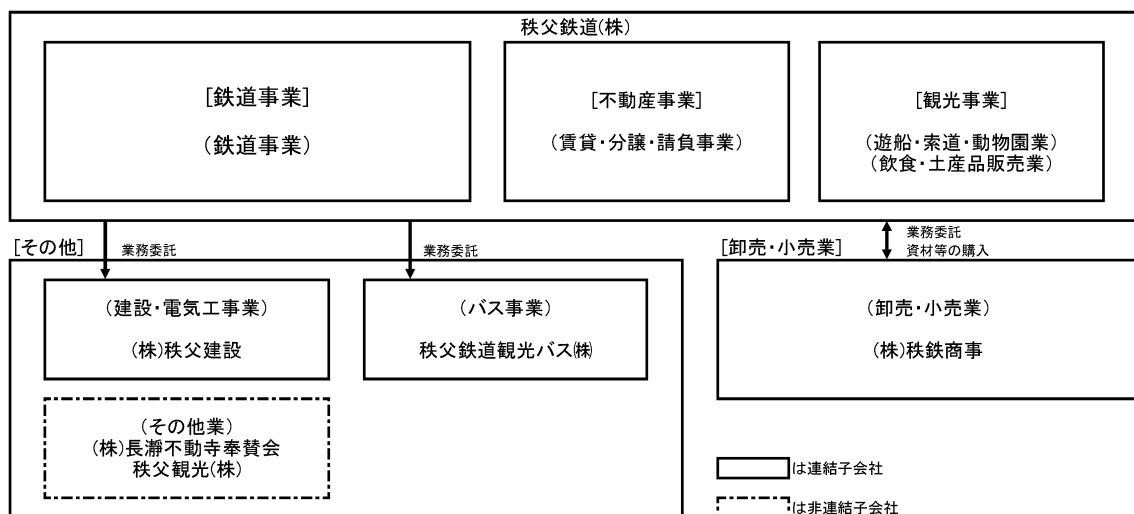 秩父鉄道(株)
[鉄道事業]
(鉄道事業)
[不動産事業]
(賃貸・分譲・請負事業)
[観光事業]
(遊船・索道・動物園業)
(飲食・土産品販売業)
[その他]
業務委託
業務委託
[卸売・小売業]
業務委託
資材等の購入
(建設・電気工事業)
(株)秩父建設
(バス事業)
秩父鉄道観光バス㈱
(卸売・小売業)
(株)秩鉄商事
(その他業)
(株)長瀞不動寺奉賛会
秩父観光(株)
は連結子会社
は非連結子会社